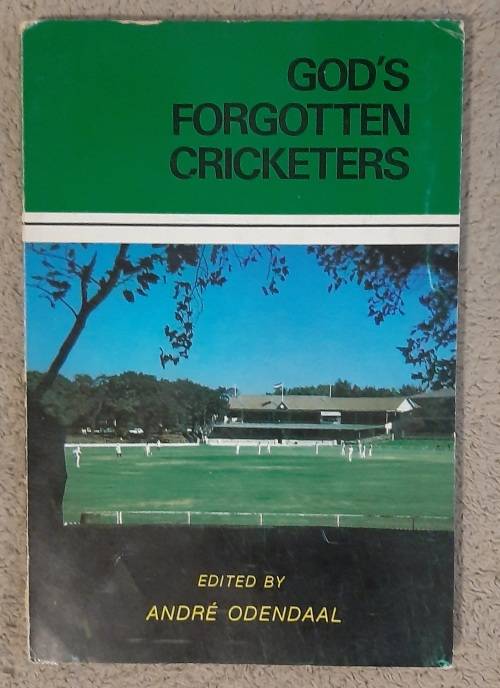 GOD'S
FORGOTTEN
CRICKETERS
EDITED BY
ANDRÉ ODENDAAL